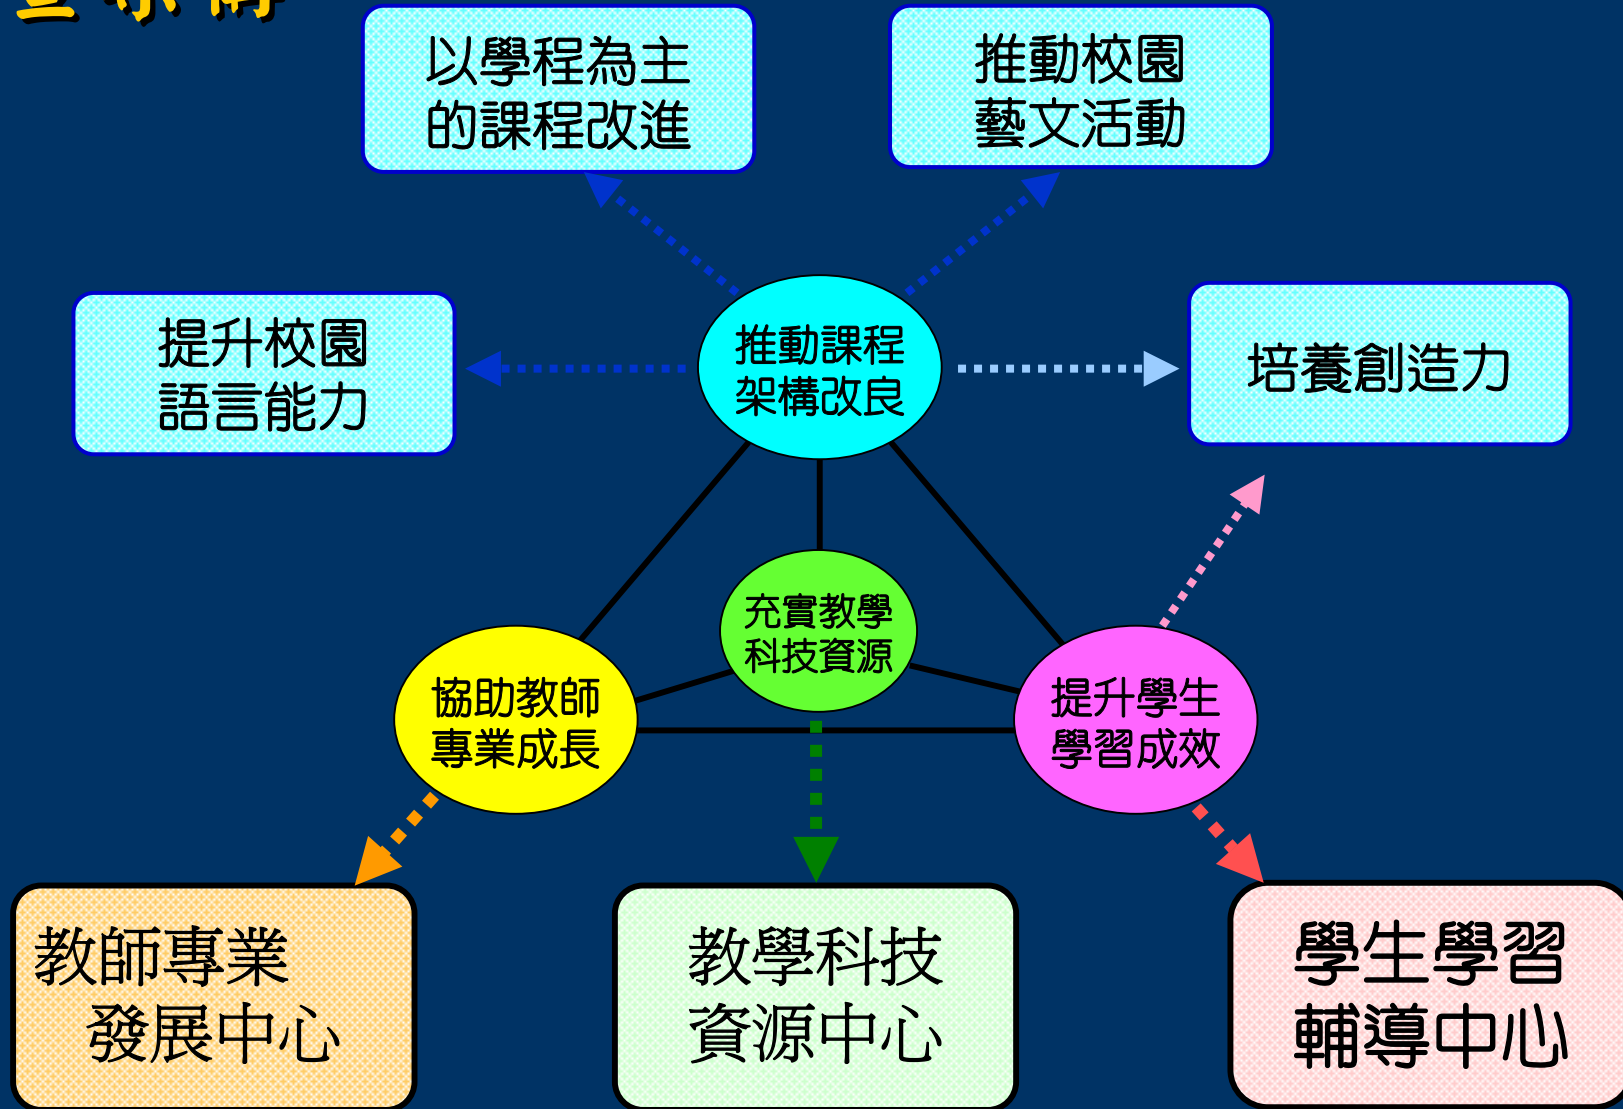 以學程為主
的課程改進
推動校園
藝文活動
提升校園
語言能力
推動課程
架構改良
培養創造力
充實教學
科技資源
協助教師
專業成長
提升學生
學習成效
教師專業
發展中心
教學科技
資源中心
學生學習
輔導中心